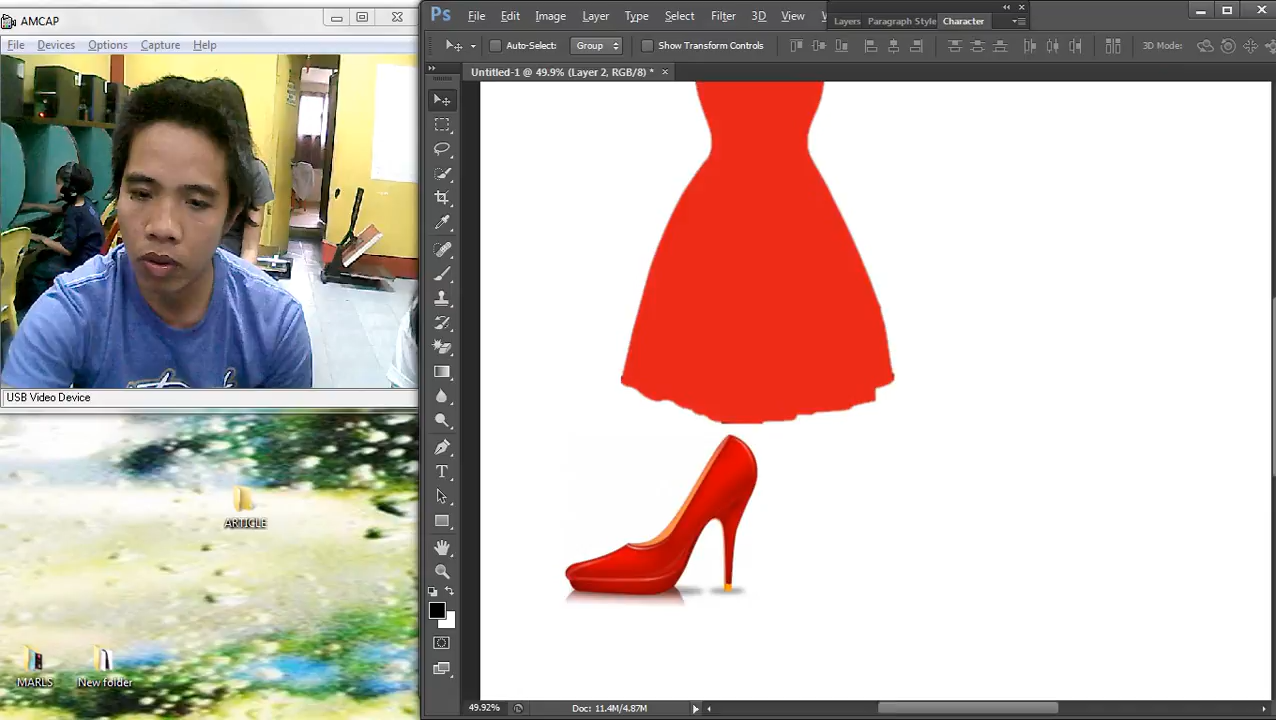 AMCAP
File Devices Options Capture Help
USB Video Device
ARTICLE
MARLS New folder
Ps File Edit Image Layer Type Select Filter 3D View
Layers Paragraph Style Character
Auto-Select: Group Show Transform Controls 3D Mode:
Untitled-1 @ 49.9% (Layer 2, RGB/8) *
T
49.92% Doc: 11.4M/4.87M